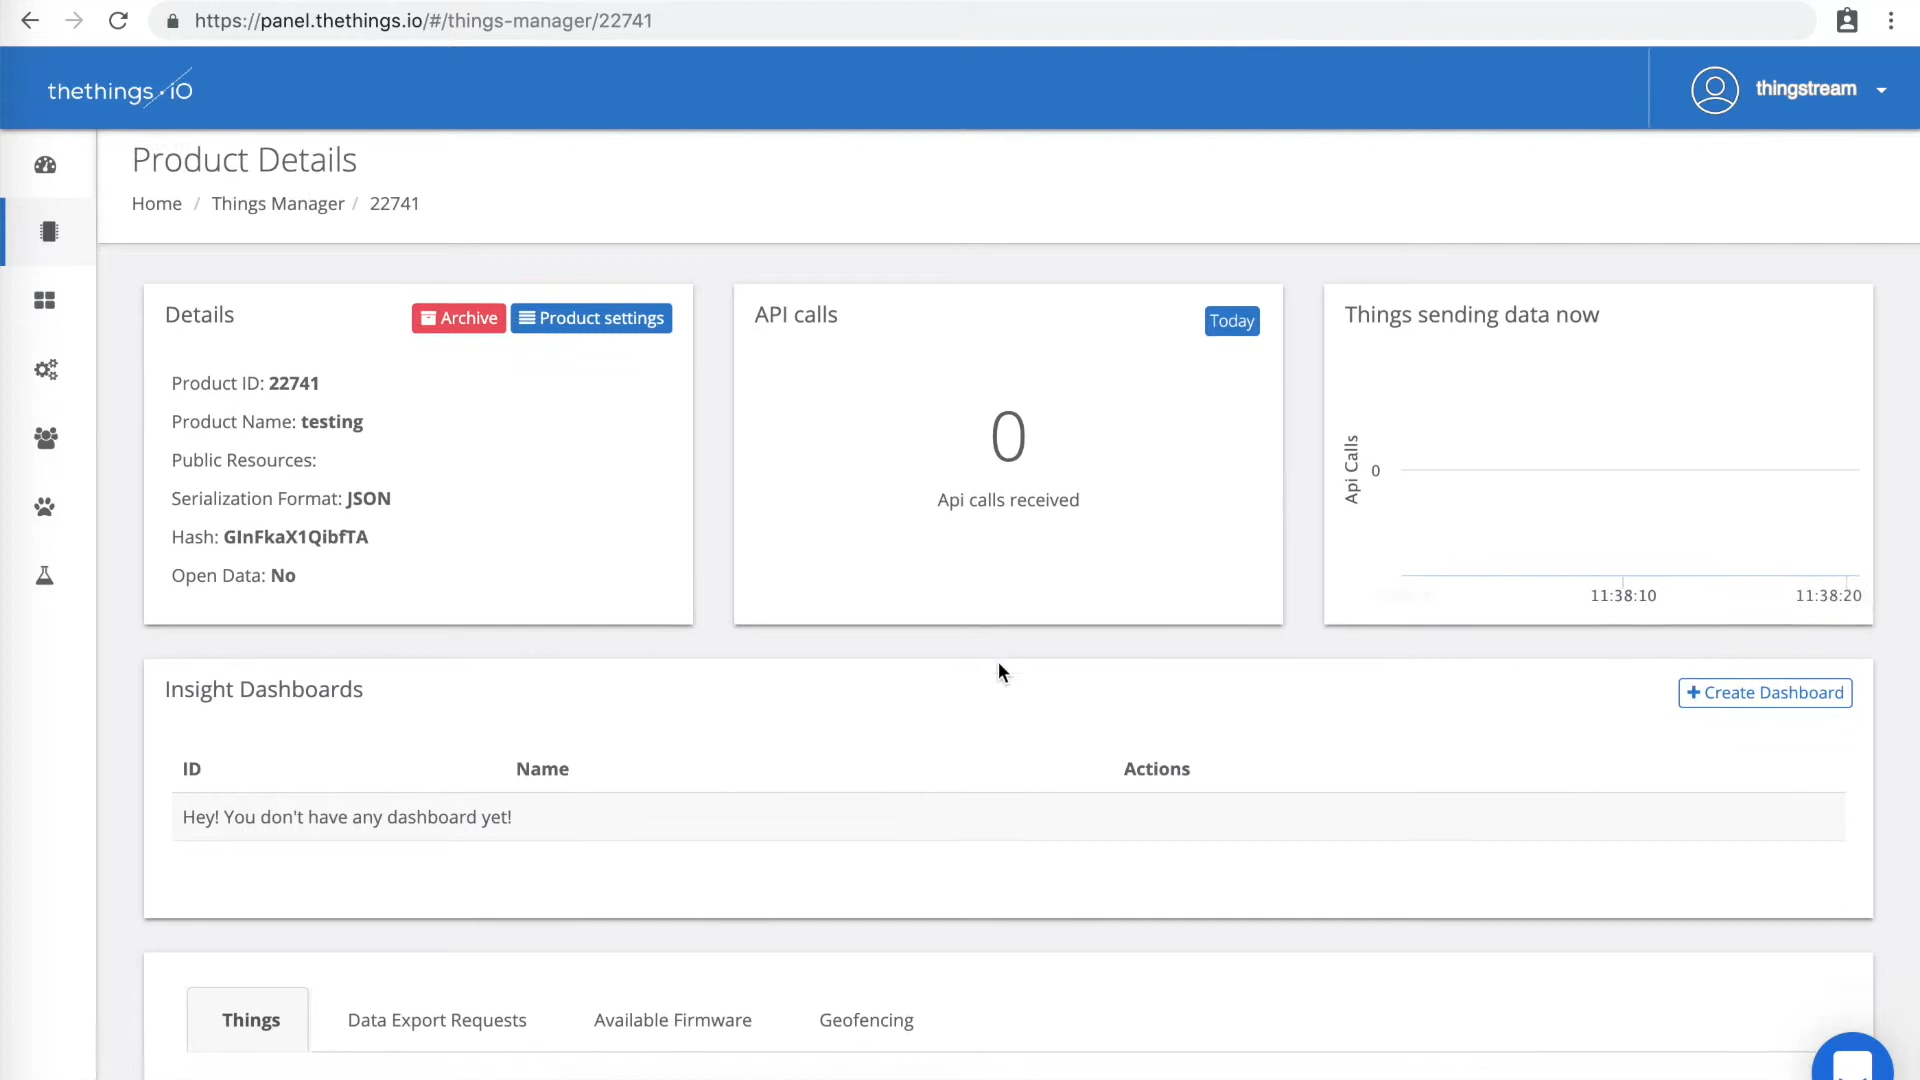 https://panel.thethings.io/#/things-manager/22741
thethings.iO
thingstream
Product Details
Home / Things Manager / 22741
Details
Archive
Product settings
Product ID: 22741
Product Name: testing
Public Resources:
Serialization Format: JSON
Hash: GInFkaX1QibfTA
Open Data: No
API calls
Today
0
Api calls received
Things sending data now
Api Calls
0
11:38:10
11:38:20
Insight Dashboards
+ Create Dashboard
ID Name Actions
Hey! You don't have any dashboard yet!
Things Data Export Requests Available Firmware Geofencing